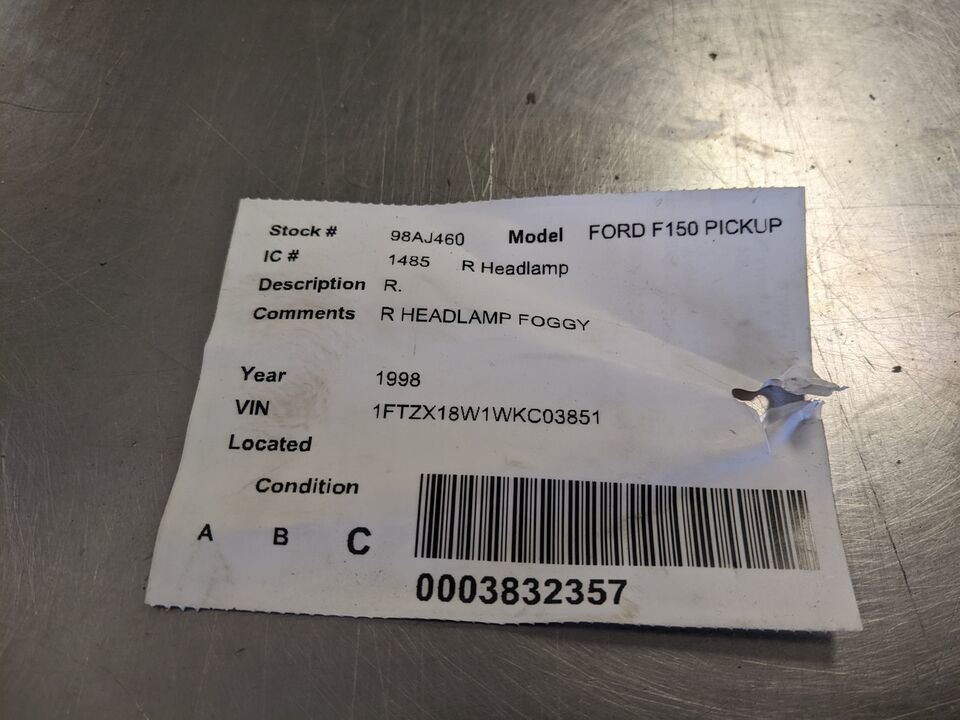 Stock # 98AJ460 Model FORD F150 PICKUP
IC # 1485 R Headlamp
Description R.
Comments R HEADLAMP FOGGY
Year 1998
VIN 1FTZX18W1WKC03851
Located
Condition
A B C
0003832357